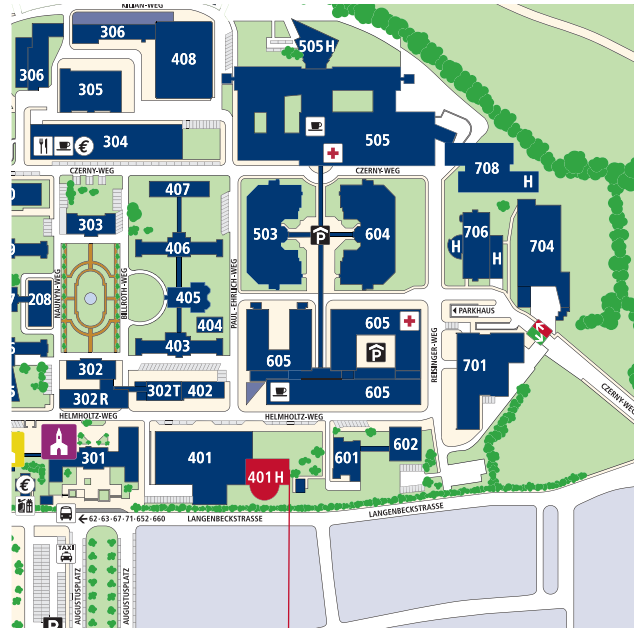 KILIAN-WEG
306
408
505 H
306
305
304
€
505
CZERNY-WEG
CZERNY-WEG
708
H
407
303
503
604
706
704
H
H
406
P
NAUNYN-WEG
BILLROTH-WEG
PAUL-EHRLICH-WEG
208
405
404
403
605
P
605
PARKHAUS
REISINGER-WEG
701
302
302 R
302T
402
605
CZERNY-WEG
HELMHOLTZ-WEG
HELMHOLTZ-WEG
301
401
401 H
601
602
€
62-63-67-71-652-660
LANGENBECKSTRASSE
LANGENBECKSTRASSE
TAXI
AUGUSTUSPLATZ
AUGUSTUSPLATZ
P